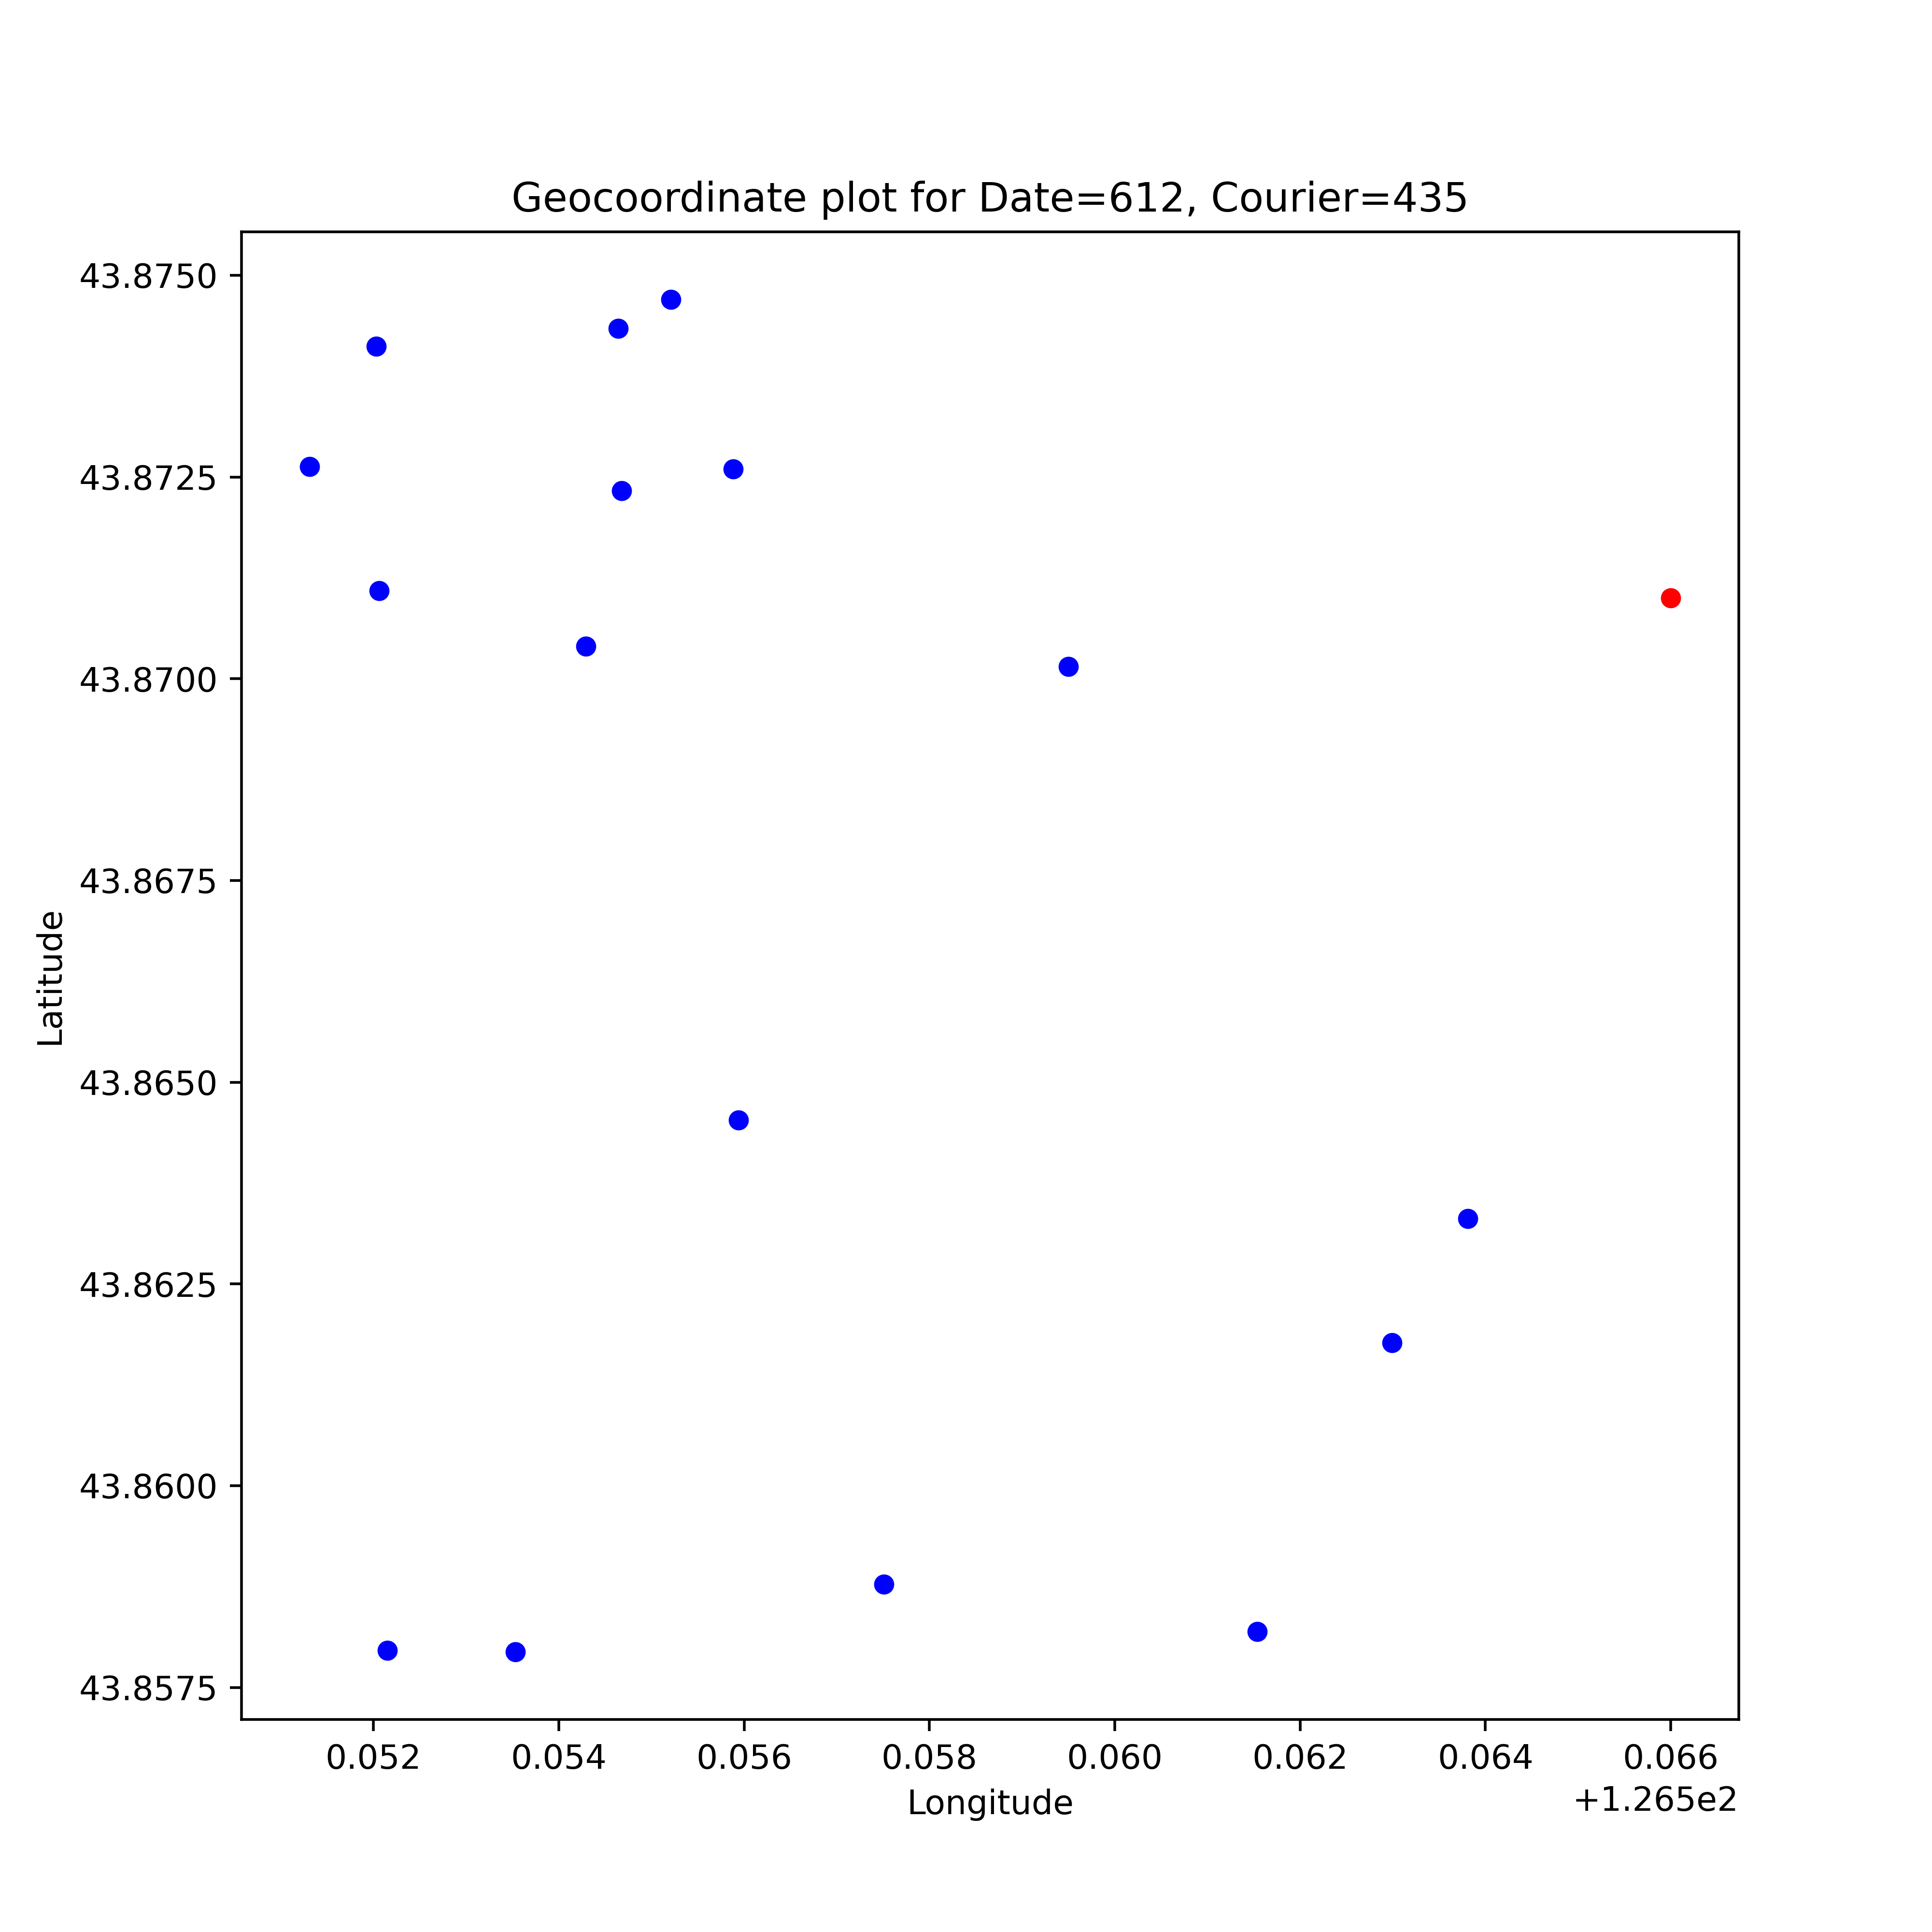 Geocoordinate plot for Date=612, Courier=435
43.8750
43.8725
43.8700
43.8675
43.8650
43.8625
43.8600
43.8575
Latitude
0.052 0.054 0.056 0.058 0.060 0.062 0.064 0.066
+1.265e2
Longitude